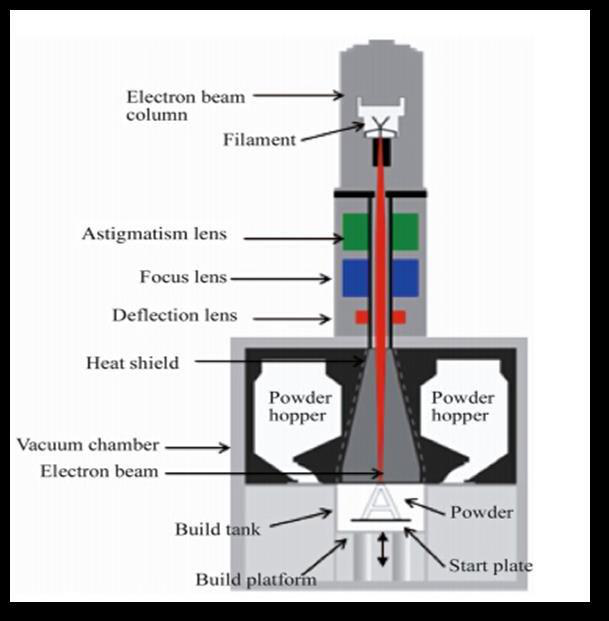 Electron beam
column
Filament
Astigmatism lens
Focus lens
Deflection lens
Heat shield
Powder
hopper
Powder
hopper
Vacuum chamber
Electron beam
Powder
Build tank
Start plate
Build platform